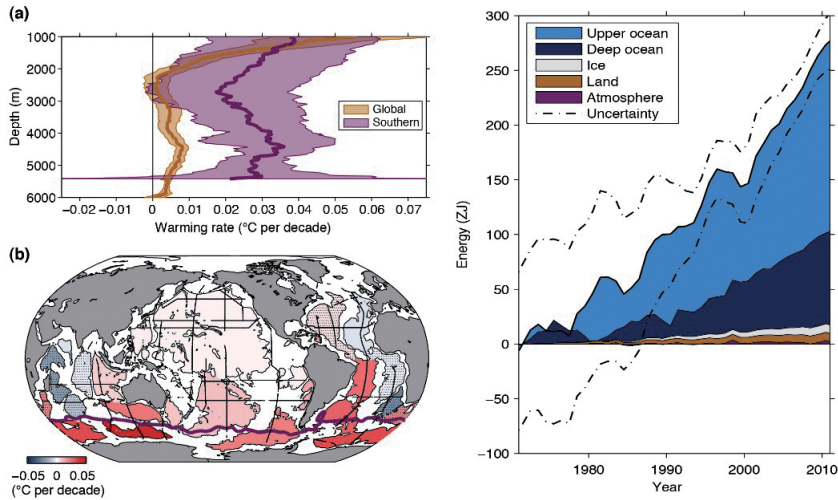 (a)
1000
2000
3000
4000
5000
6000
Depth (m)
Global
Southern
−0.02 −0.01 0 0.01 0.02 0.03 0.04 0.05 0.06 0.07
Warming rate (°C per decade)
(b)
−0.05 0.05
(°C per decade)
300
250
200
150
100
50
0
−50
−100
Energy (ZJ)
Upper ocean
Deep ocean
Ice
Land
Atmosphere
Uncertainty
1980 1990 2000 2010
Year